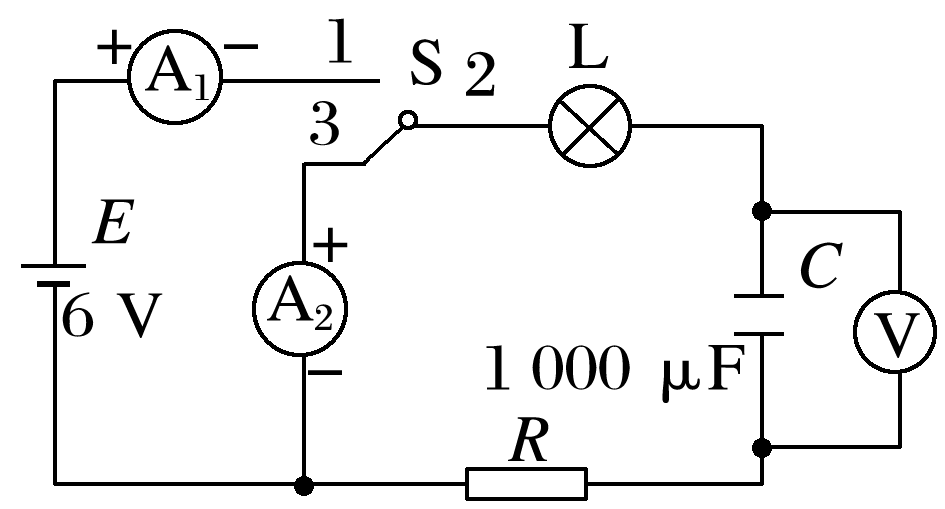 + A₁ − 1 S 2 L
3
E
+
6 V A₂ C V
−
1 000 μF
R